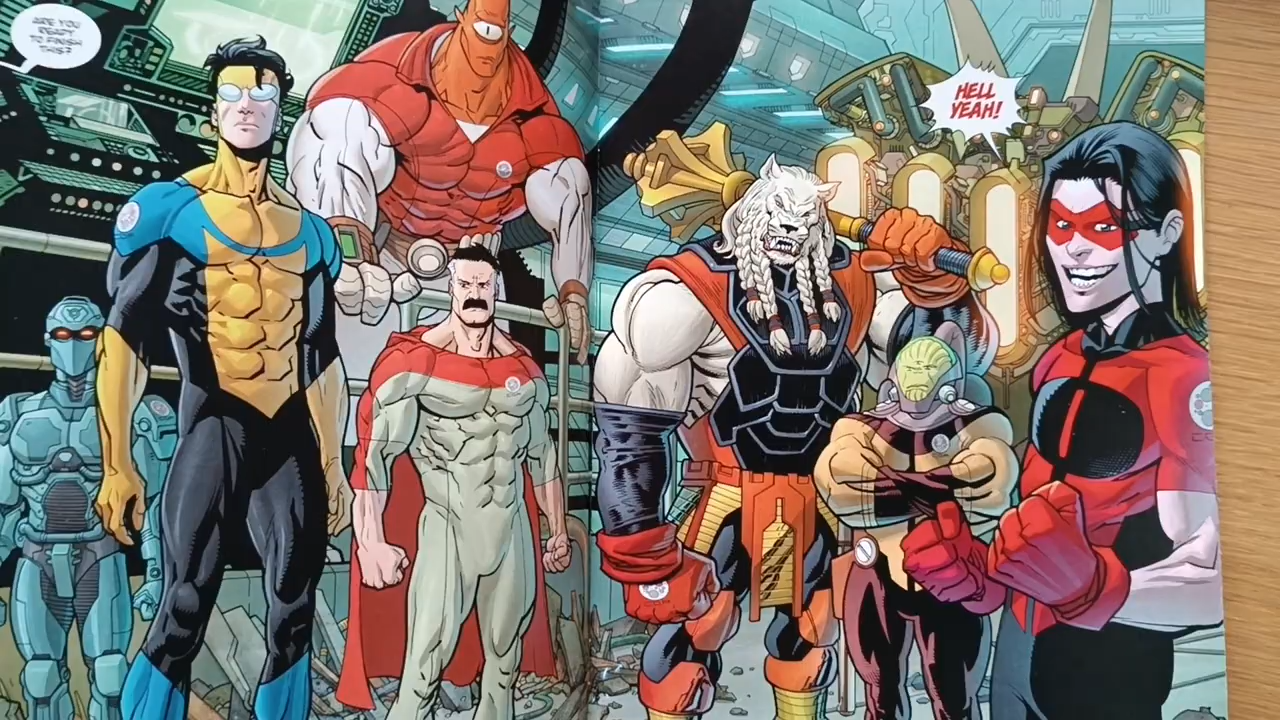 ARE YOU
READY
TO FINISH
THIS?
HELL
YEAH!